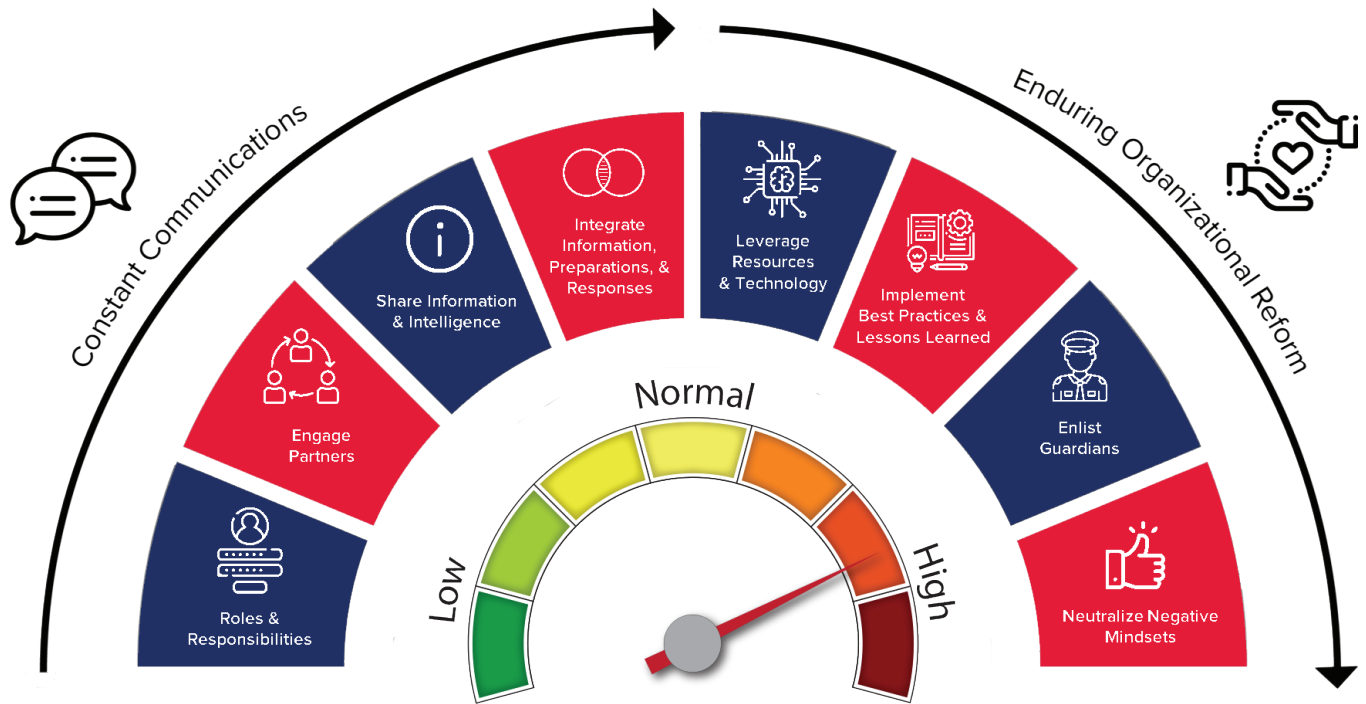 Constant Communications
Enduring Organizational Reform
Roles &
Responsibilities
Engage
Partners
Share Information
& Intelligence
Integrate
Information,
Preparations, &
Responses
Leverage
Resources
& Technology
Implement
Best Practices &
Lessons Learned
Enlist
Guardians
Neutralize Negative
Mindsets
Low
Normal
High